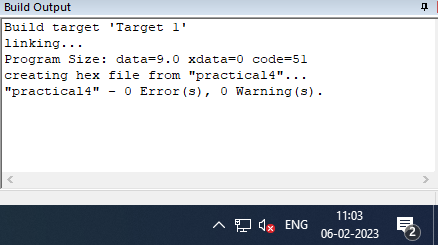 Build Output
Build target 'Target 1'
linking...
Program Size: data=9.0 xdata=0 code=51
creating hex file from "practical4"...
"practical4" - 0 Error(s), 0 Warning(s).
ENG
11:03
06-02-2023
2